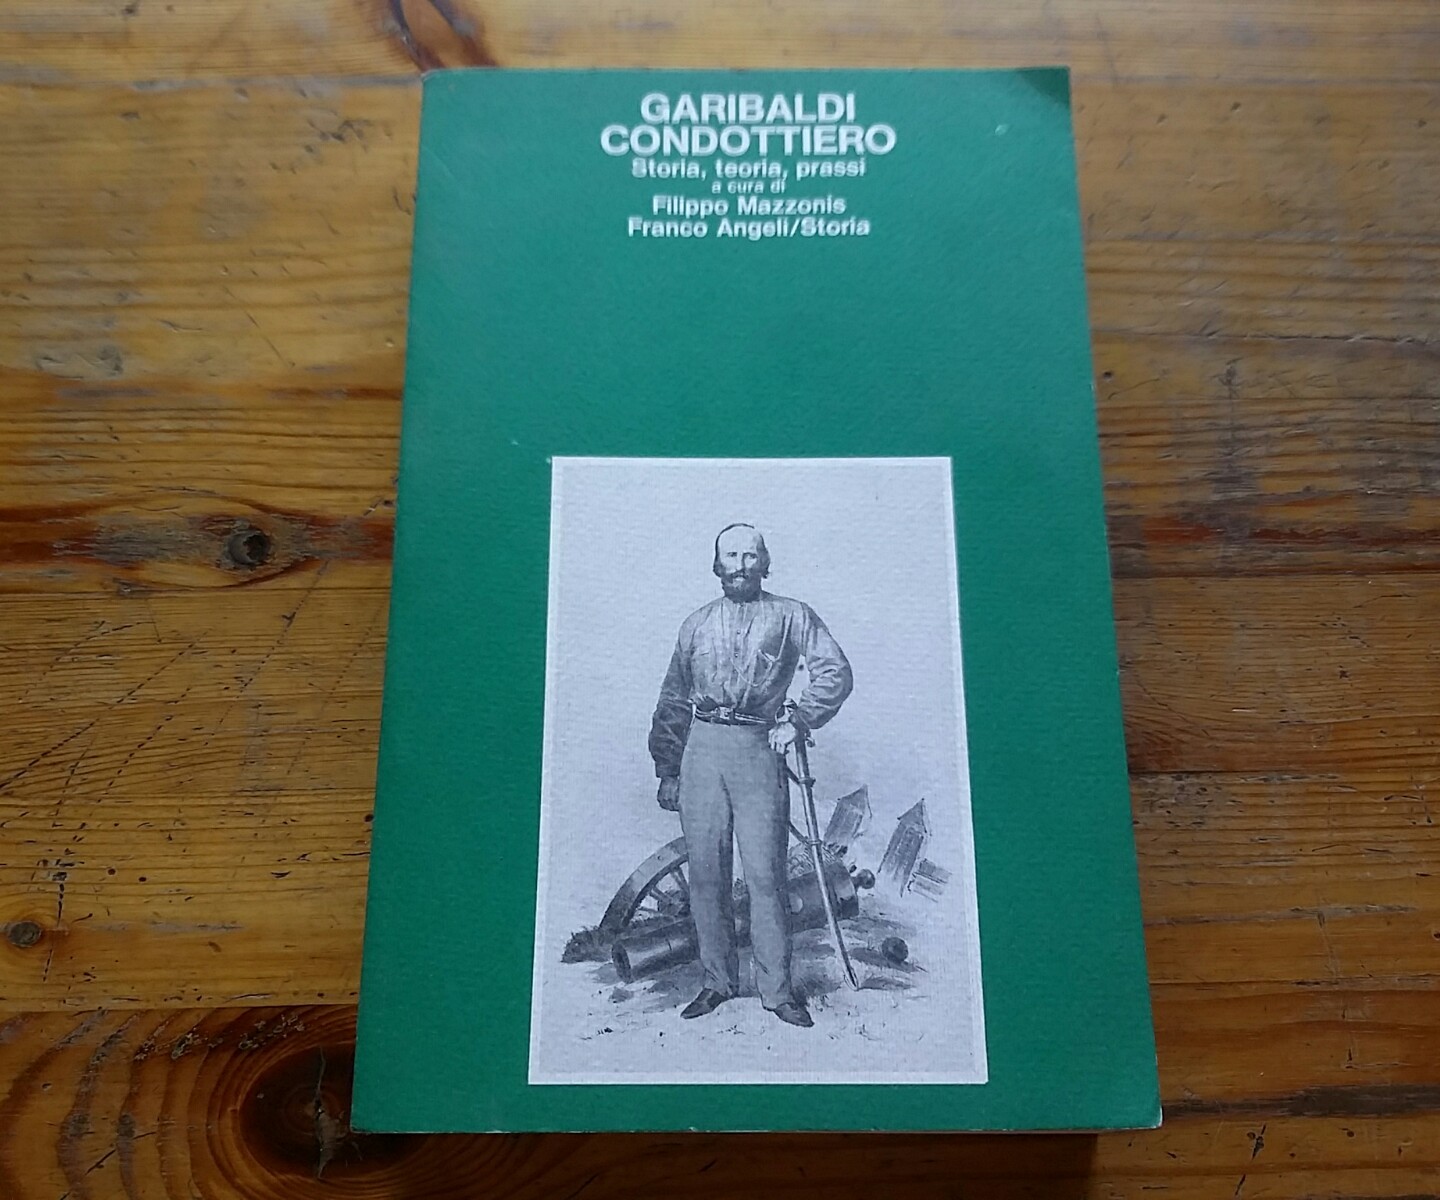 GARIBALDI
CONDOTTIERO
Storia, teoria, prassi
a cura di
Filippo Mazzonis
Franco Angeli/Storia